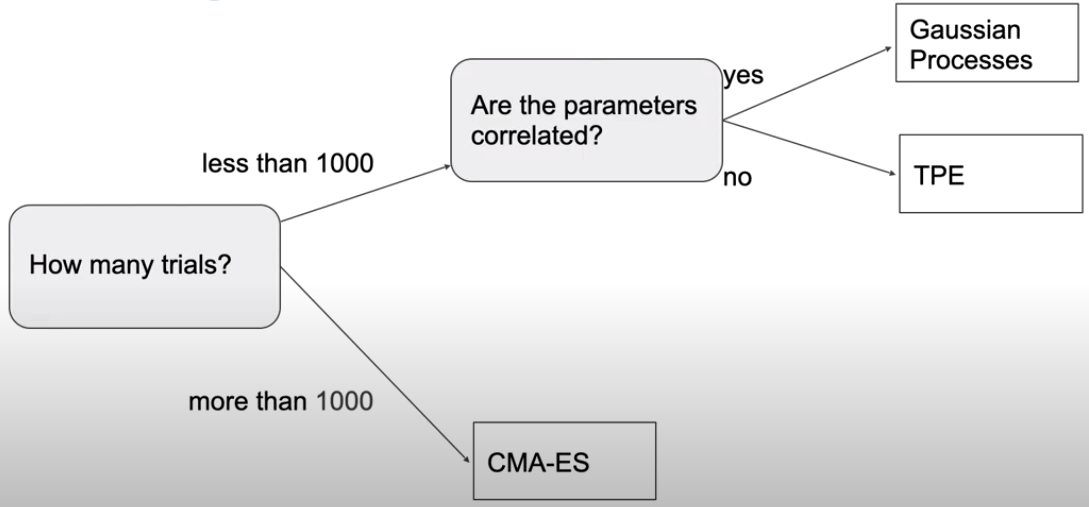 Gaussian
Processes
yes
Are the parameters
correlated?
less than 1000
no
TPE
How many trials?
more than 1000
CMA-ES